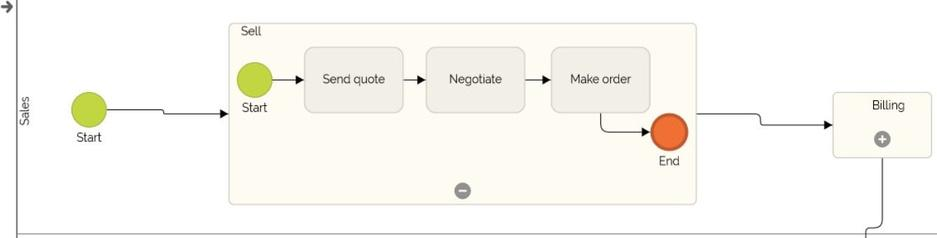 Sales
Start
Sell
Start
Send quote
Negotiate
Make order
End
Billing